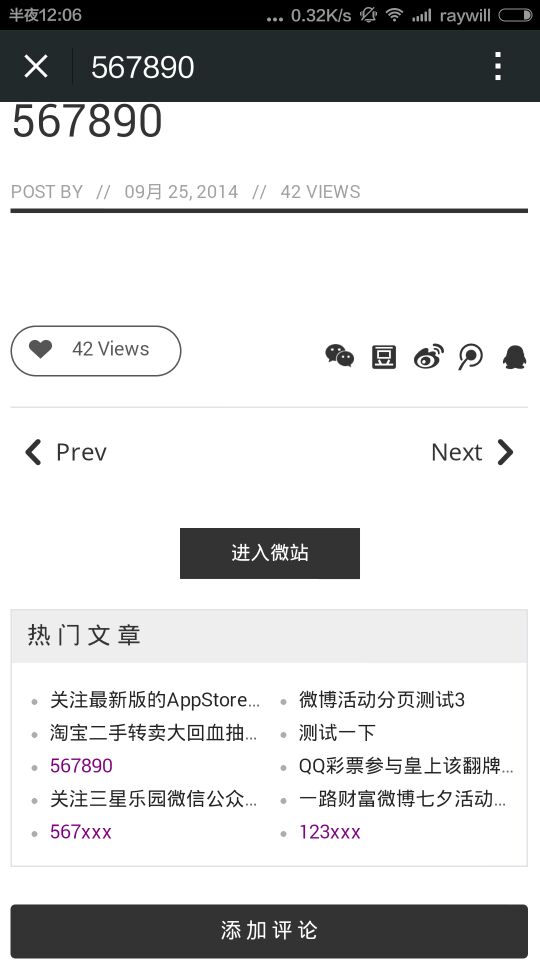 半夜12:06
... 0.32K/s raywill
567890
567890
POST BY // 09月 25, 2014 // 42 VIEWS
42 Views
豆
Prev Next
进入微站
热门文章
关注最新版的AppStore... 微博活动分页测试3
淘宝二手转卖大回血抽... 测试一下
567890 QQ彩票参与皇上该翻牌...
关注三星乐园微信公众... 一路财富微博七夕活动...
567xxx 123xxx
添加评论